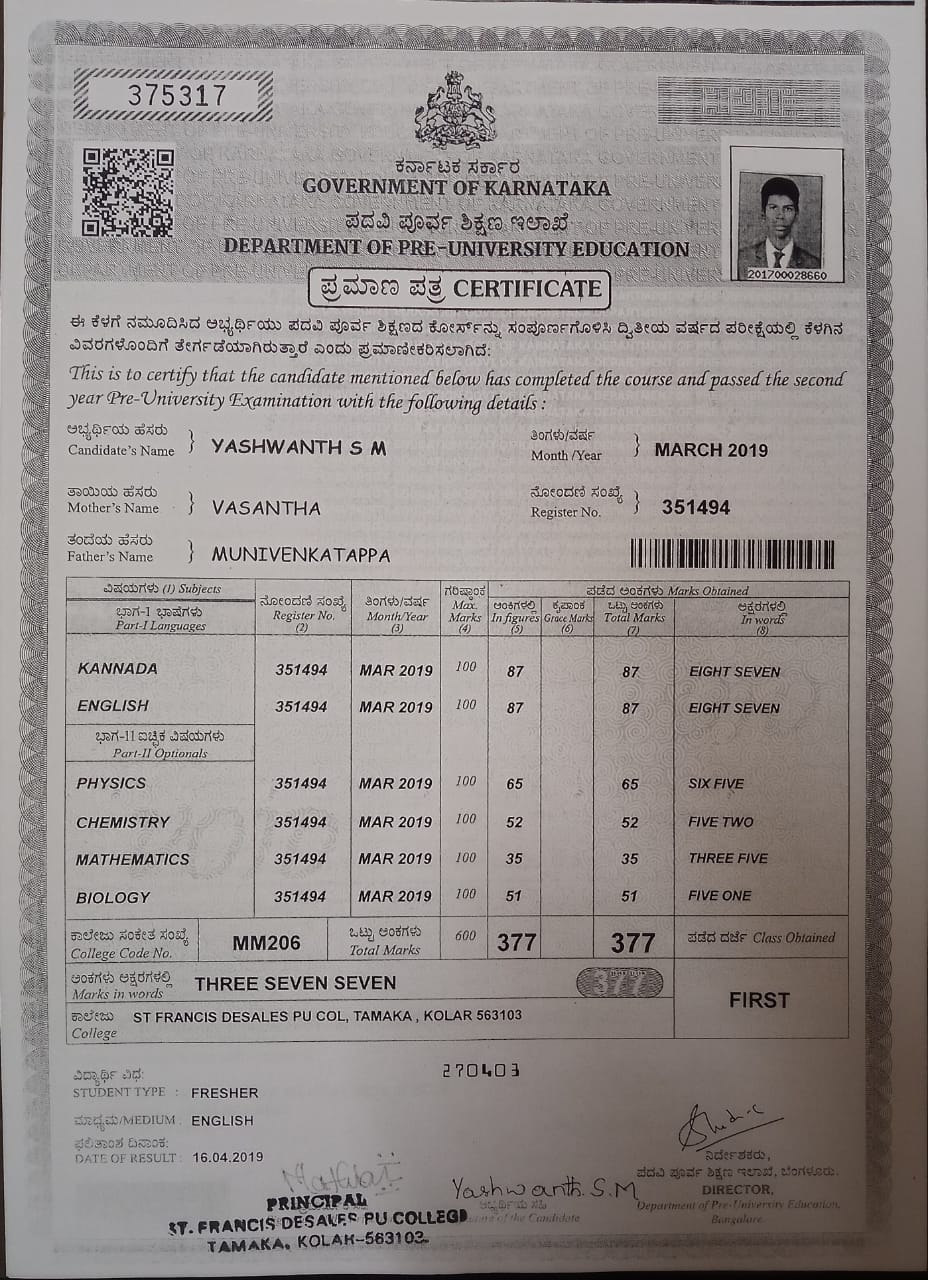 375317
ಕರ್ನಾಟಕ ಸರ್ಕಾರ
GOVERNMENT OF KARNATAKA
ಪದವಿ ಪೂರ್ವ ಶಿಕ್ಷಣ ಇಲಾಖೆ
DEPARTMENT OF PRE-UNIVERSITY EDUCATION
201700028660
ಪ್ರಮಾಣ ಪತ್ರ CERTIFICATE
ಈ ಕೆಳಗೆ ನಮೂದಿಸಿದ ಅಭ್ಯರ್ಥಿಯು ಪದವಿ ಪೂರ್ವ ಶಿಕ್ಷಣದ ಕೋರ್ಸ್‌ನ್ನು ಸಂಪೂರ್ಣಗೊಳಿಸಿ ದ್ವಿತೀಯ ವರ್ಷದ ಪರೀಕ್ಷೆಯಲ್ಲಿ ಕೆಳಗಿನ
ವಿವರಗಳೊಂದಿಗೆ ತೇರ್ಗಡೆಯಾಗಿರುತ್ತಾರೆ ಎಂದು ಪ್ರಮಾಣೀಕರಿಸಲಾಗಿದೆ:
This is to certify that the candidate mentioned below has completed the course and passed the second
year Pre-University Examination with the following details :
ಅಭ್ಯರ್ಥಿಯ ಹೆಸರು
Candidate's Name } YASHWANTH S M
ತಿಂಗಳು/ವರ್ಷ
Month /Year } MARCH 2019
ತಾಯಿಯ ಹೆಸರು
Mother's Name } VASANTHA
ನೋಂದಣಿ ಸಂಖ್ಯೆ
Register No. } 351494
ತಂದೆಯ ಹೆಸರು
Father's Name } MUNIVENKATAPPA
ವಿಷಯಗಳು (1) Subjects
ಭಾಗ-1 ಭಾಷೆಗಳು
Part-I Languages
ನೋಂದಣಿ ಸಂಖ್ಯೆ
Register No.
(2)
ತಿಂಗಳು/ವರ್ಷ
Month/Year
(3)
ಗರಿಷ್ಠಾಂಕ
Max.
Marks
(4)
ಪಡೆದ ಅಂಕಗಳು Marks Obtained
ಅಂಕಿಗಳಲ್ಲಿ
In figures
(5)
ಕೃಪಾಂಕ
Grace Marks
(6)
ಒಟ್ಟು ಅಂಕಗಳು
Total Marks
(7)
ಅಕ್ಷರಗಳಲ್ಲಿ
In words
(8)
KANNADA 351494 MAR 2019 100 87 87 EIGHT SEVEN
ENGLISH 351494 MAR 2019 100 87 87 EIGHT SEVEN
ಭಾಗ-11 ಐಚ್ಛಿಕ ವಿಷಯಗಳು
Part-II Optionals
PHYSICS 351494 MAR 2019 100 65 65 SIX FIVE
CHEMISTRY 351494 MAR 2019 100 52 52 FIVE TWO
MATHEMATICS 351494 MAR 2019 100 35 35 THREE FIVE
BIOLOGY 351494 MAR 2019 100 51 51 FIVE ONE
ಕಾಲೇಜು ಸಂಕೇತ ಸಂಖ್ಯೆ
College Code No. MM206
ಒಟ್ಟು ಅಂಕಗಳು
Total Marks 600 377 377
ಪಡೆದ ದರ್ಜೆ Class Obtained
ಅಂಕಗಳು ಅಕ್ಷರಗಳಲ್ಲಿ
Marks in words THREE SEVEN SEVEN 377
FIRST
ಕಾಲೇಜು
College ST FRANCIS DESALES PU COL, TAMAKA , KOLAR 563103
270403
ವಿದ್ಯಾರ್ಥಿ ವಿಧ:
STUDENT TYPE : FRESHER
ಮಾಧ್ಯಮ/MEDIUM : ENGLISH
ಫಲಿತಾಂಶ ದಿನಾಂಕ:
DATE OF RESULT : 16.04.2019
PRINCIPAL
ST. FRANCIS DESALES PU COLLEGE
TAMAKA, KOLAR-563103.
Yashwanth. S.M
ಅಭ್ಯರ್ಥಿಯ ಸಹಿ
of the Candidate
ನಿರ್ದೇಶಕರು,
ಪದವಿ ಪೂರ್ವ ಶಿಕ್ಷಣ ಇಲಾಖೆ, ಬೆಂಗಳೂರು.
DIRECTOR,
Department of Pre-University Education,
Bangalore.